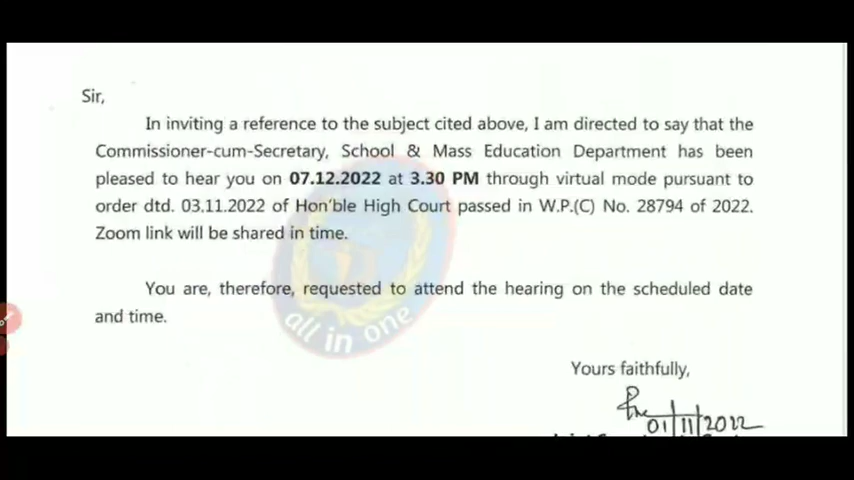 Sir,
In inviting a reference to the subject cited above, I am directed to say that the
Commissioner-cum-Secretary, School & Mass Education Department has been
pleased to hear you on 07.12.2022 at 3.30 PM through virtual mode pursuant to
order dtd. 03.11.2022 of Hon'ble High Court passed in W.P.(C) No. 28794 of 2022.
Zoom link will be shared in time.
You are, therefore, requested to attend the hearing on the scheduled date
and time.
all in one
Yours faithfully,
01/11/2022